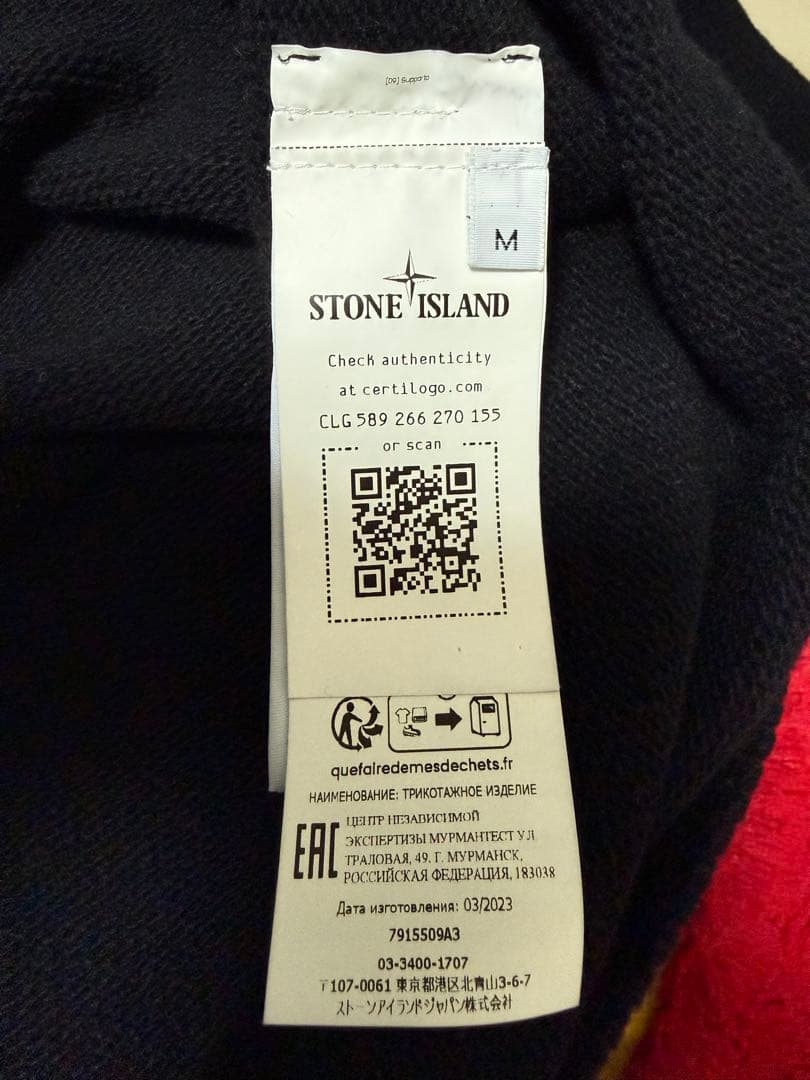 [09] Supporto
M
STONE ISLAND
Check authenticity
at certilogo.com
CLG 589 266 270 155
or scan
quefairedemesdechets.fr
НАИМЕНОВАНИЕ: ТРИКОТАЖНОЕ ИЗДЕЛИЕ
EAC
ЦЕНТР НЕЗАВИСИМОЙ
ЭКСПЕРТИЗЫ МУРМАНТЕСТ УЛ
ТРАЛОВАЯ, 49, Г. МУРМАНСК,
РОССИЙСКАЯ ФЕДЕРАЦИЯ, 183038
Дата изготовления: 03/2023
7915509A3
03-3400-1707
〒107-0061 東京都港区北青山3-6-7
ストーンアイランドジャパン株式会社